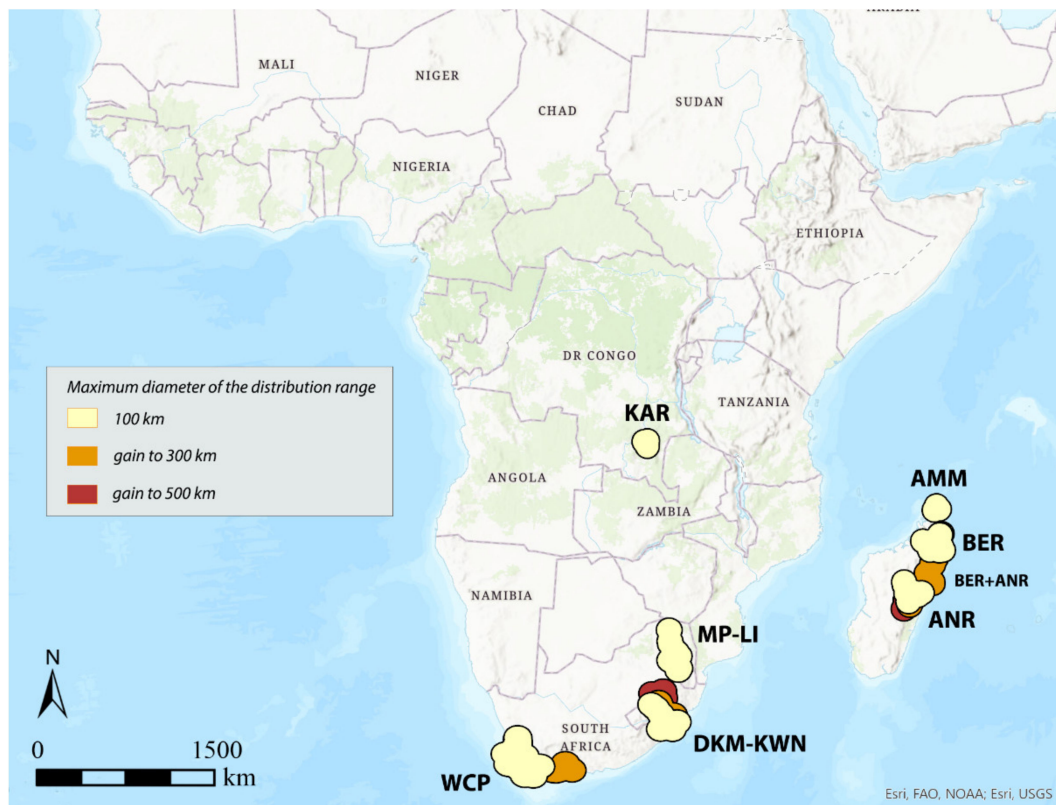 ARABIA
MALI
NIGER
CHAD
SUDAN
NIGERIA
ETHIOPIA
DR CONGO
Maximum diameter of the distribution range
100 km
gain to 300 km
gain to 500 km
KAR
TANZANIA
ANGOLA
ZAMBIA
AMM
BER
BER+ANR
ANR
NAMIBIA
MP-LI
N
SOUTH
AFRICA
DKM-KWN
0 1500
km
WCP
Esri, FAO, NOAA; Esri, USGS